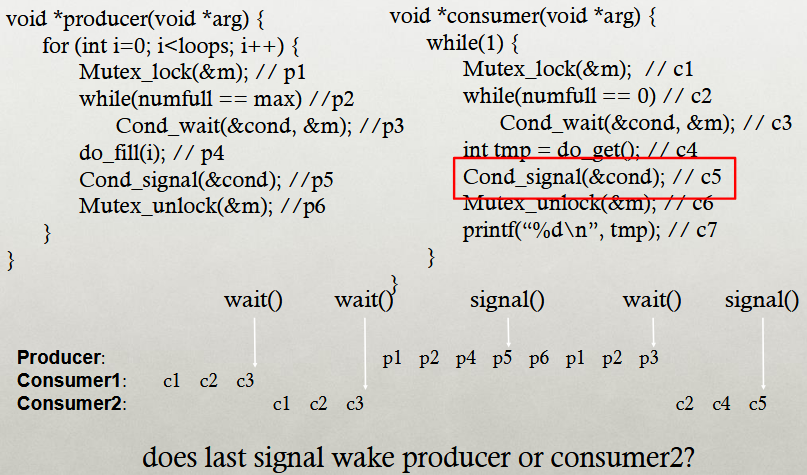 void *producer(void *arg) {
for (int i=0; i<loops; i++) {
Mutex_lock(&m); // p1
while(numfull == max) //p2
Cond_wait(&cond, &m); //p3
do_fill(i); // p4
Cond_signal(&cond); //p5
Mutex_unlock(&m); //p6
}
}
void *consumer(void *arg) {
while(1) {
Mutex_lock(&m); // c1
while(numfull == 0) // c2
Cond_wait(&cond, &m); // c3
int tmp = do_get(); // c4
Cond_signal(&cond); // c5
Mutex_unlock(&m); // c6
printf(“%d\n”, tmp); // c7
}
}
wait() wait() signal() wait() signal()
Producer: p1 p2 p4 p5 p6 p1 p2 p3
Consumer1: c1 c2 c3
Consumer2: c1 c2 c3 c2 c4 c5
does last signal wake producer or consumer2?